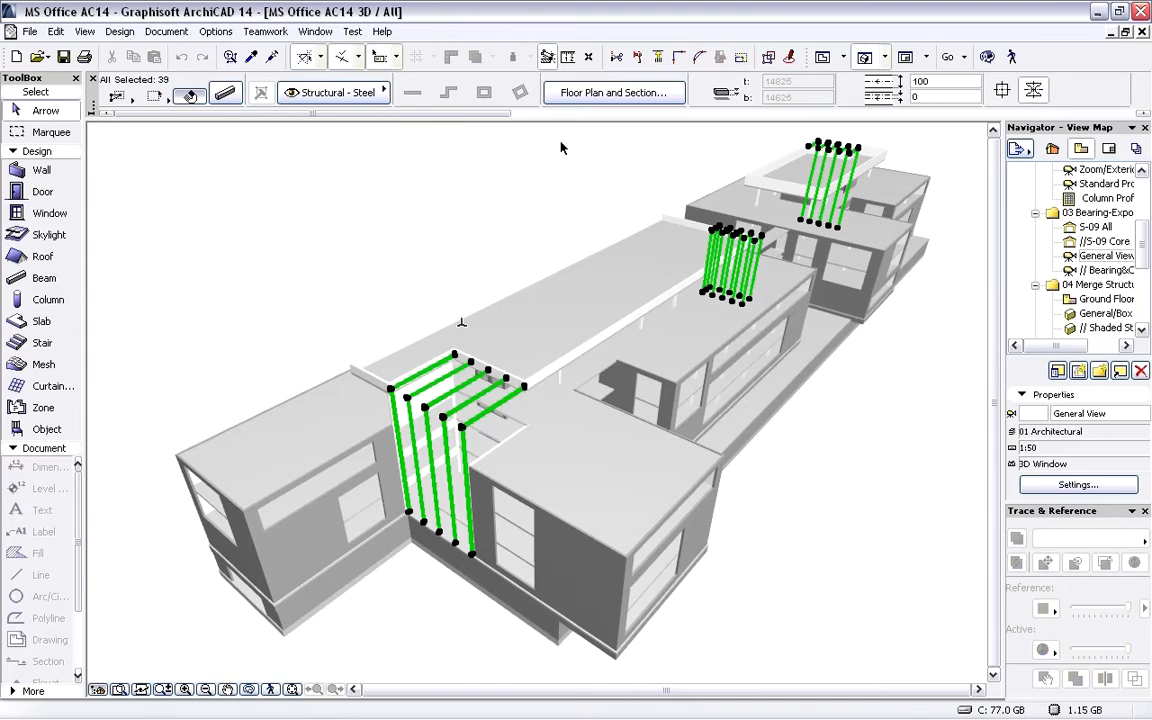 MS Office AC14 - Graphisoft ArchiCAD 14 - [MS Office AC14 3D / All]
File Edit View Design Document Options Teamwork Window Test Help
Go
ToolBox
Select
Arrow
Marquee
Design
Wall
Door
Window
Skylight
Roof
Beam
Column
Slab
Stair
Mesh
Curtain...
Zone
Object
Document
Dimen...
Level ...
Text
Label
Fill
Line
Arc/Ci...
Polyline
Drawing
Section
More
All Selected: 39
Structural - Steel
Floor Plan and Section...
t: 14825
b: 14625
100
0
Navigator - View Map
Zoom/Exteri
Standard Pro
Column Prof
03 Bearing-Expo
S-09 All
//S-09 Core
General View
// Bearing&C
04 Merge Structu
Ground Floor
General/Box
// Shaded St
Properties
General View
01 Architectural
1:50
3D Window
Settings...
Trace & Reference
Reference:
Active:
C: 77.0 GB
1.15 GB